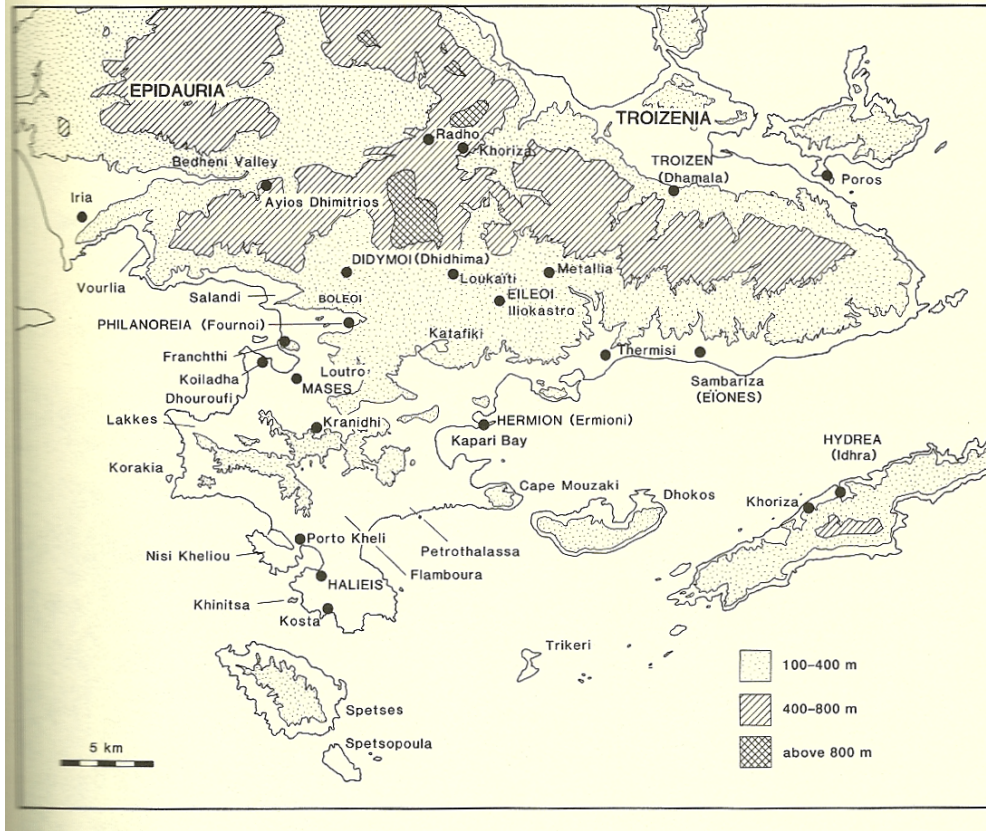 EPIDAURIA
TROIZENIA
Radho
Khoriza
Bedheni Valley
TROIZEN
(Dhamala)
Poros
Iria
Ayios Dhimitrios
DIDYMOI (Dhidhima)
Loukaïti
Metallia
Vourlia
Salandi
BOLEOI
EILEOI
Iliokastro
PHILANOREIA (Fournoi)
Katafiki
Franchthi
Thermisi
Koiladha
Loutro
MASES
Sambariza
(EÏONES)
Dhouroufi
Lakkes
Kranidhi
HERMION (Ermioni)
Kapari Bay
HYDREA
(Idhra)
Korakia
Cape Mouzaki
Dhokos
Khoriza
Porto Kheli
Nisi Kheliou
Petrothalassa
Flamboura
HALIEIS
Khinitsa
Kosta
Trikeri
100–400 m
Spetses
400–800 m
Spetsopoula
5 km
above 800 m